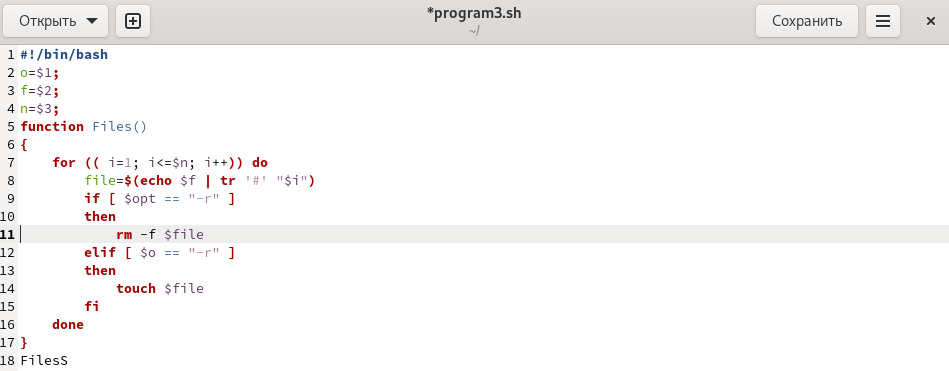 Открыть
*program3.sh
~/
Сохранить
1 #!/bin/bash
2 o=$1;
3 f=$2;
4 n=$3;
5 function Files()
6 {
7     for (( i=1; i<=$n; i++)) do
8         file=$(echo $f | tr '#' "$i")
9         if [ $opt == "-r" ]
10         then
11             rm -f $file
12         elif [ $o == "-r" ]
13         then
14             touch $file
15         fi
16     done
17 }
18 FilesS